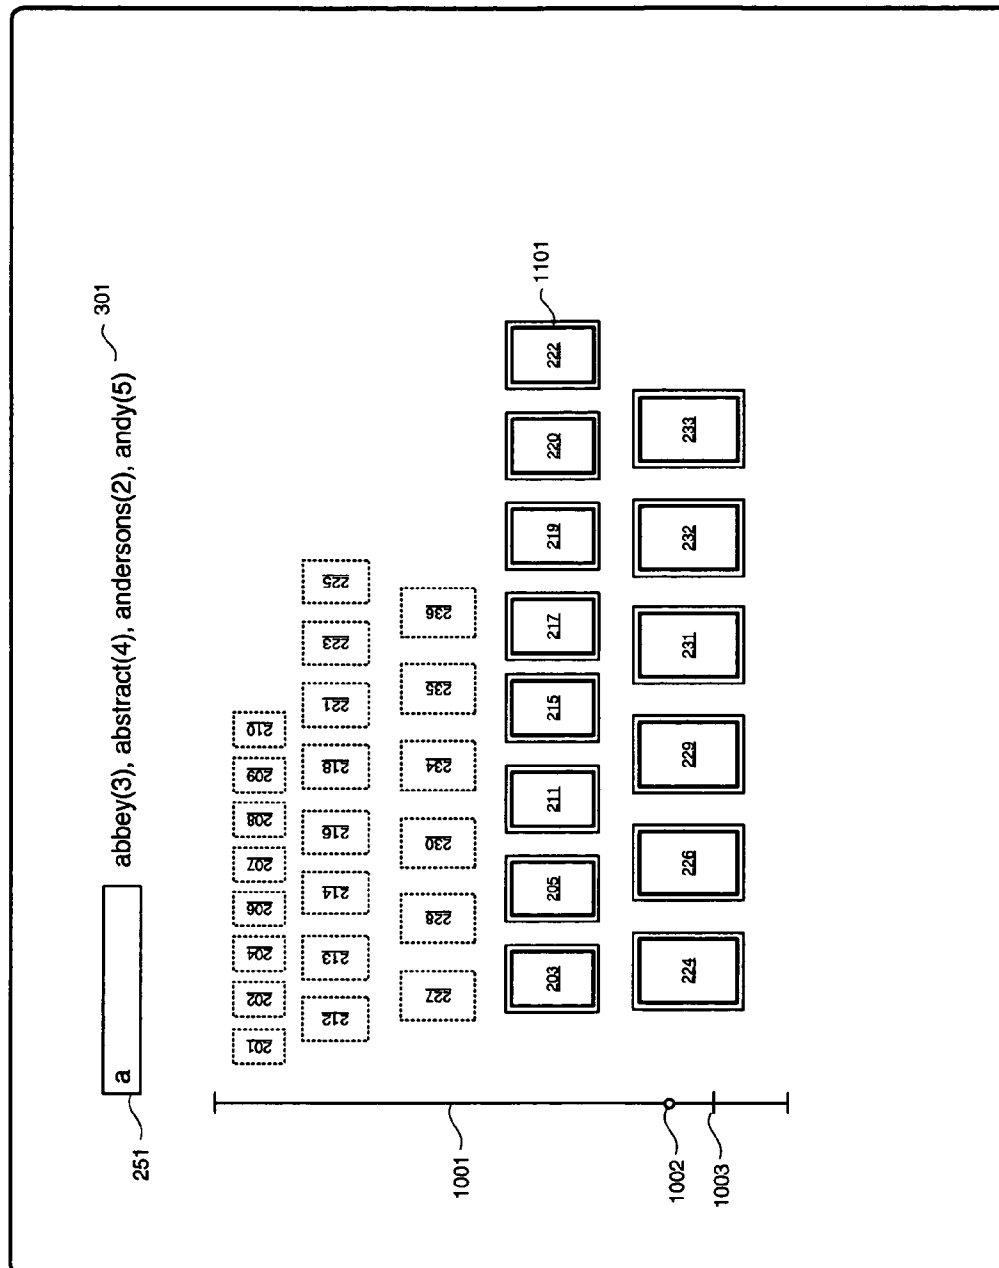 301
a abbey(3), abstract(4), andersons(2), andy(5)
251
201 202 204 206 207 208 209 210
212 213 214 216 218 221 223 225
227 228 230 234 235 236
1001
1101
203 205 211 215 217 219 220 222
1002
224 226 229 231 232 233
1003